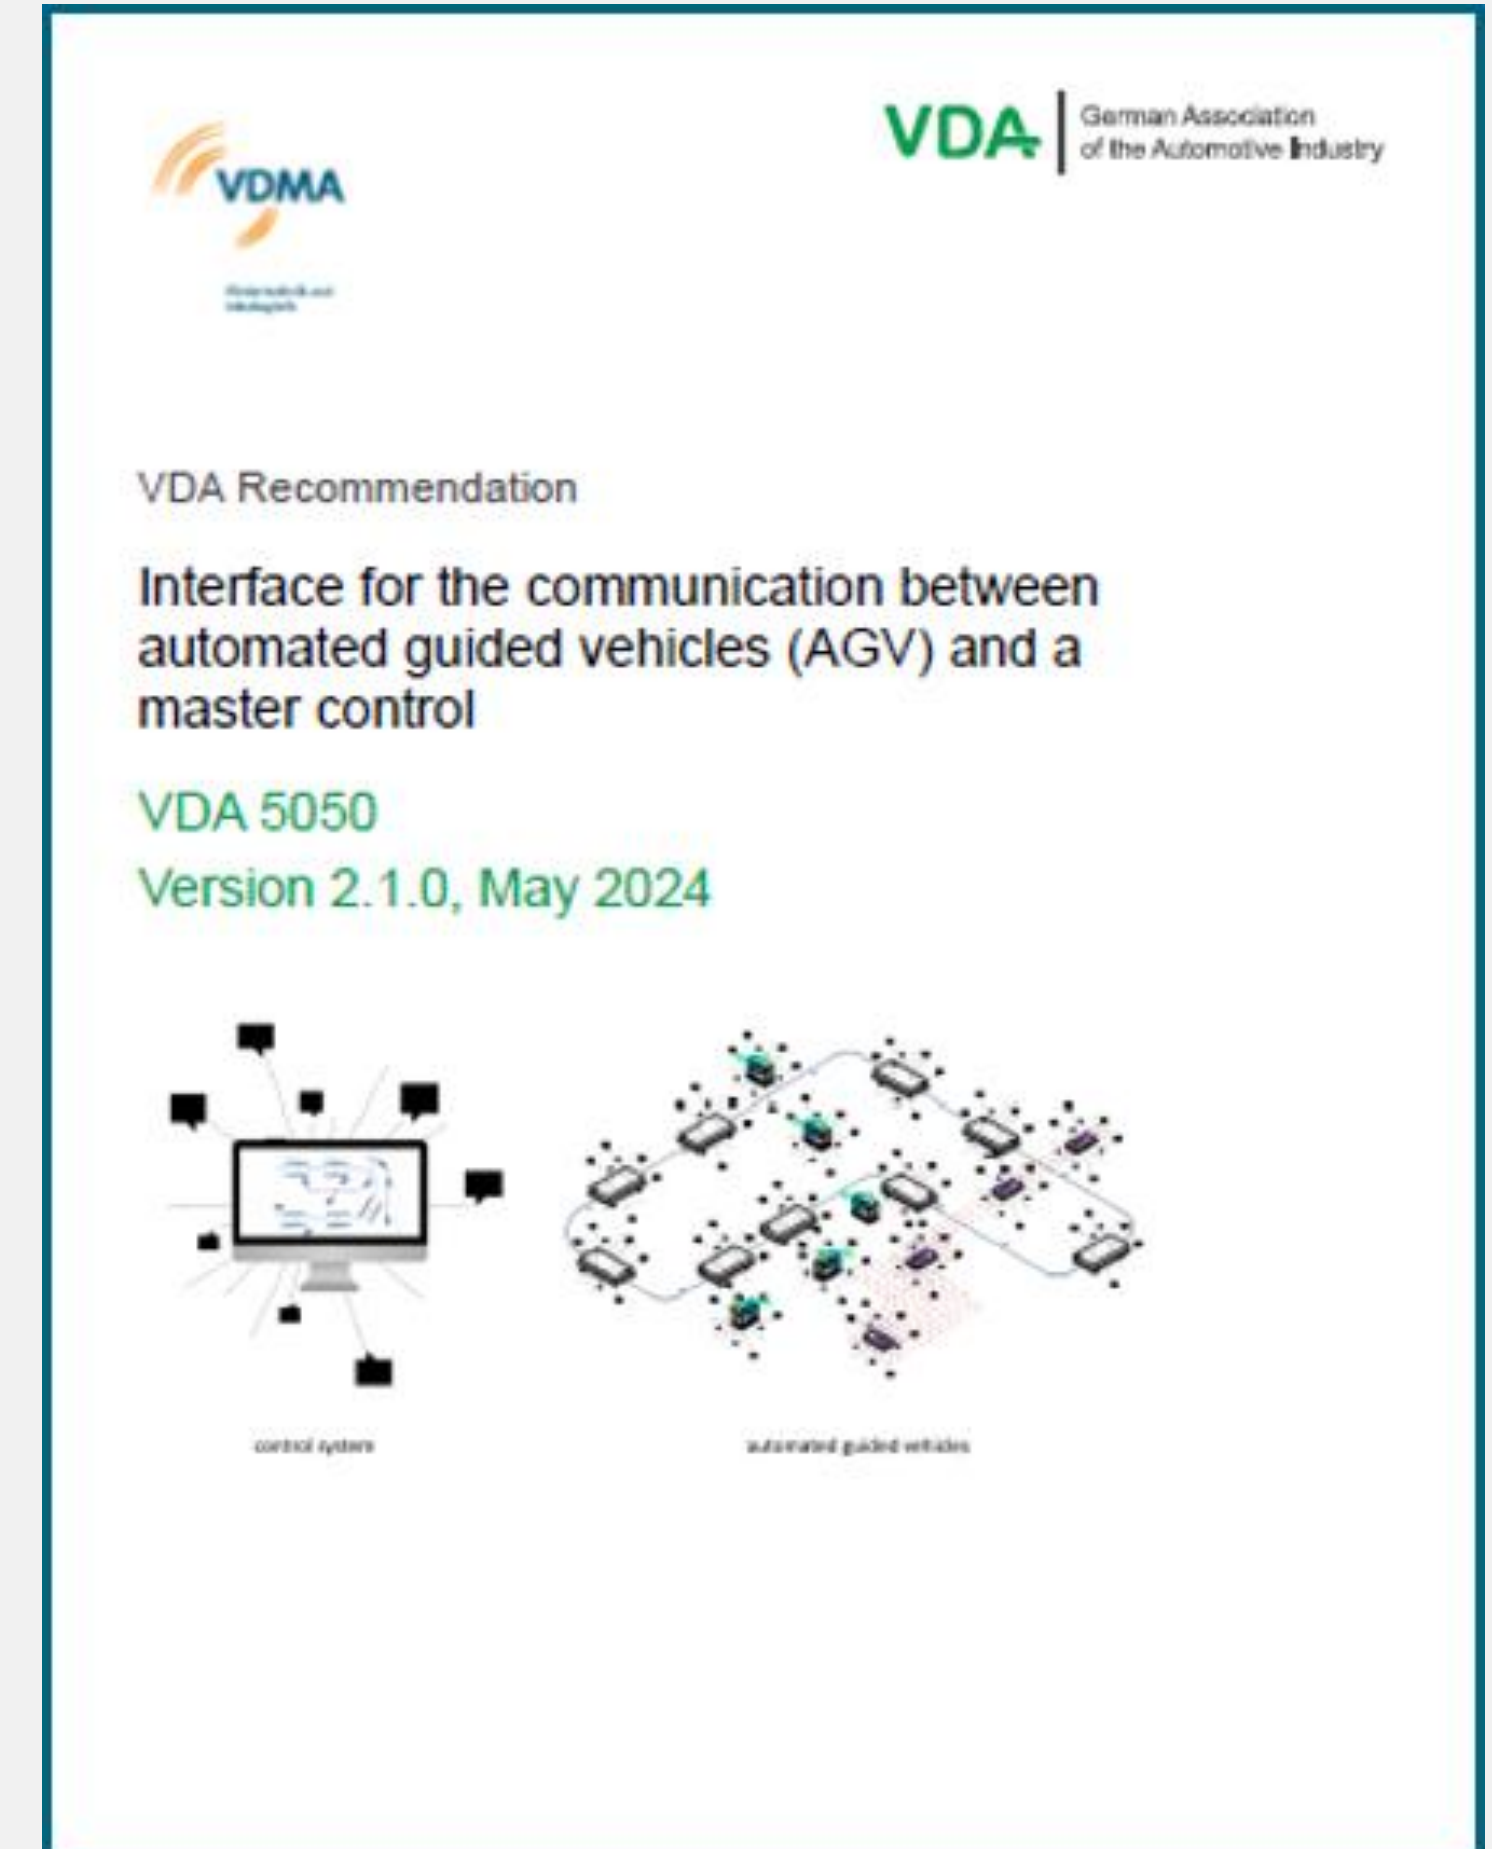 VDMA
VDA
German Association
of the Automotive Industry
VDA Recommendation
Interface for the communication between
automated guided vehicles (AGV) and a
master control
VDA 5050
Version 2.1.0, May 2024
control system
automated guided vehicles